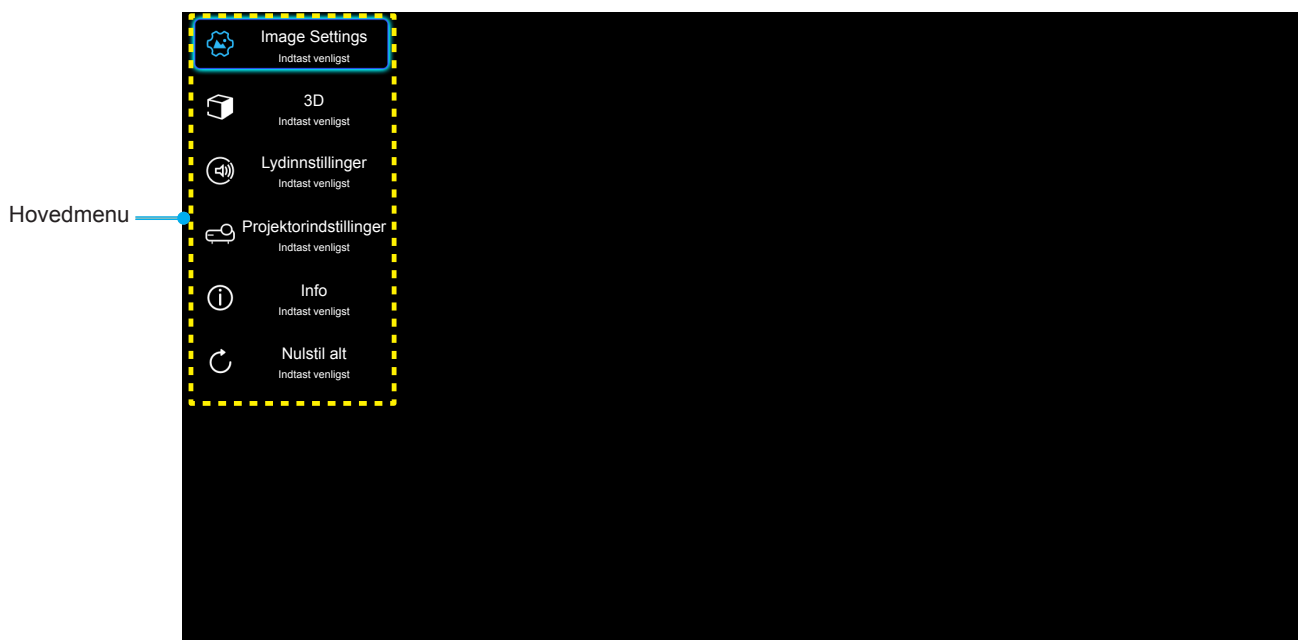 Image Settings
Indtast venligst
3D
Indtast venligst
Lydinnstillinger
Indtast venligst
Hovedmenu
Projektorindstillinger
Indtast venligst
Info
Indtast venligst
Nulstil alt
Indtast venligst